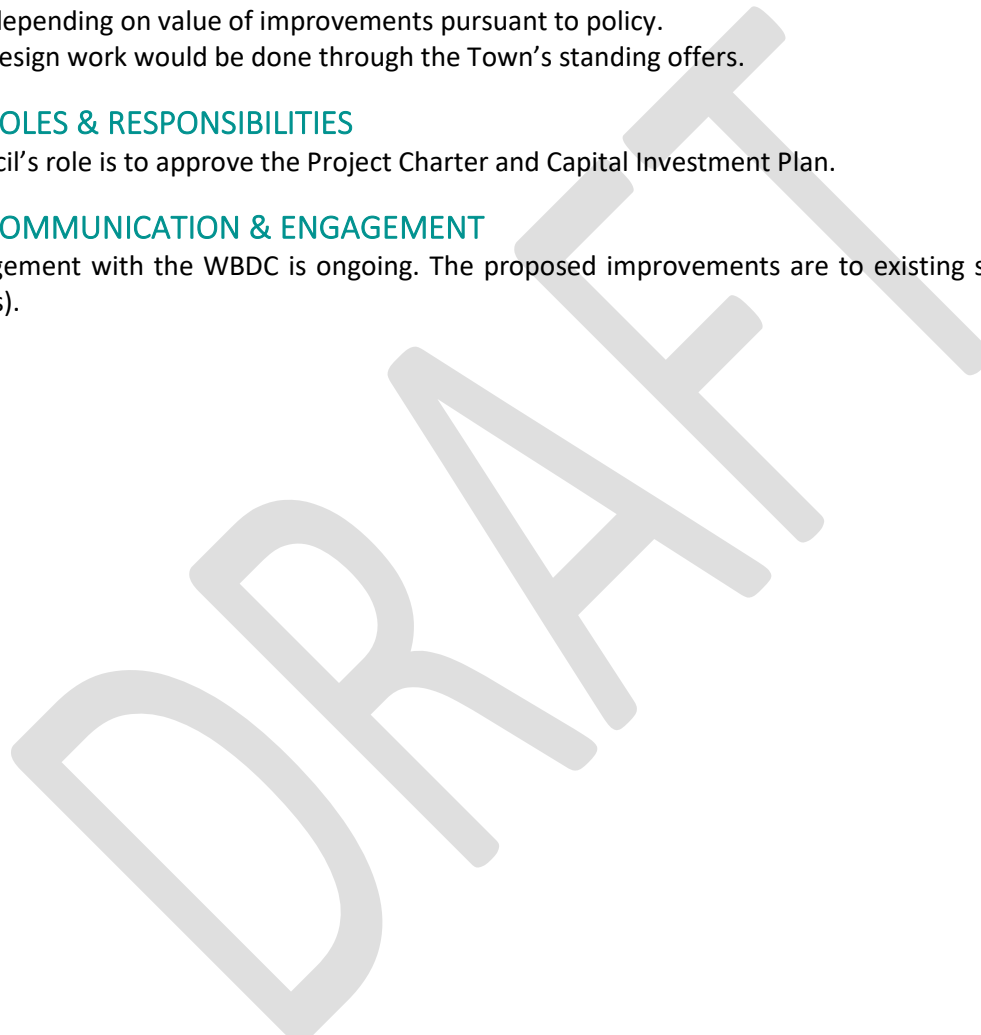 depending on value of improvements pursuant to policy.
esign work would be done through the Town's standing offers.
OLES & RESPONSIBILITIES
cil's role is to approve the Project Charter and Capital Investment Plan.
OMMUNICATION & ENGAGEMENT
gement with the WBDC is ongoing. The proposed improvements are to existing s
s).
DRAFT